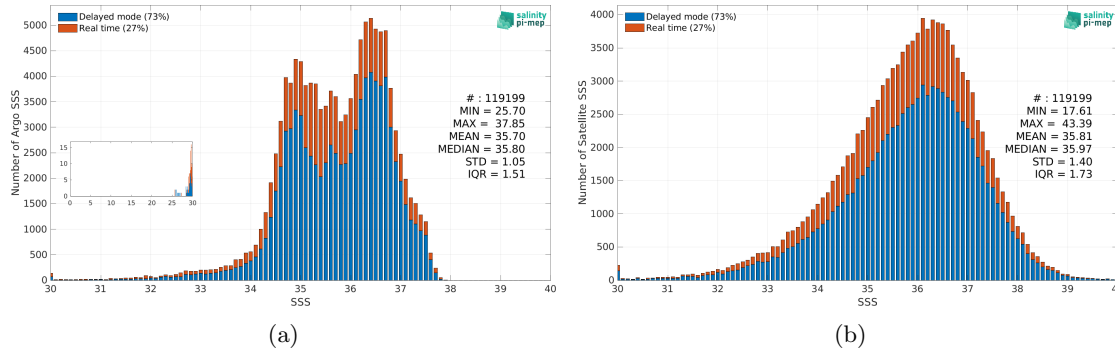 Delayed mode (73%)
Real time (27%)
salinity
pi-mep
5000
4500
4000
3500
3000
2500
2000
1500
1000
500
0
Number of Argo SSS
# : 119199
MIN = 25.70
MAX = 37.85
MEAN = 35.70
MEDIAN = 35.80
STD = 1.05
IQR = 1.51
15
10
5
0
0 5 10 15 20 25 30
30 31 32 33 34 35 36 37 38 39 40
SSS
(a)
Delayed mode (73%)
Real time (27%)
salinity
pi-mep
4000
3500
3000
2500
2000
1500
1000
500
0
Number of Satellite SSS
# : 119199
MIN = 17.61
MAX = 43.39
MEAN = 35.81
MEDIAN = 35.97
STD = 1.40
IQR = 1.73
30 31 32 33 34 35 36 37 38 39
SSS
(b)